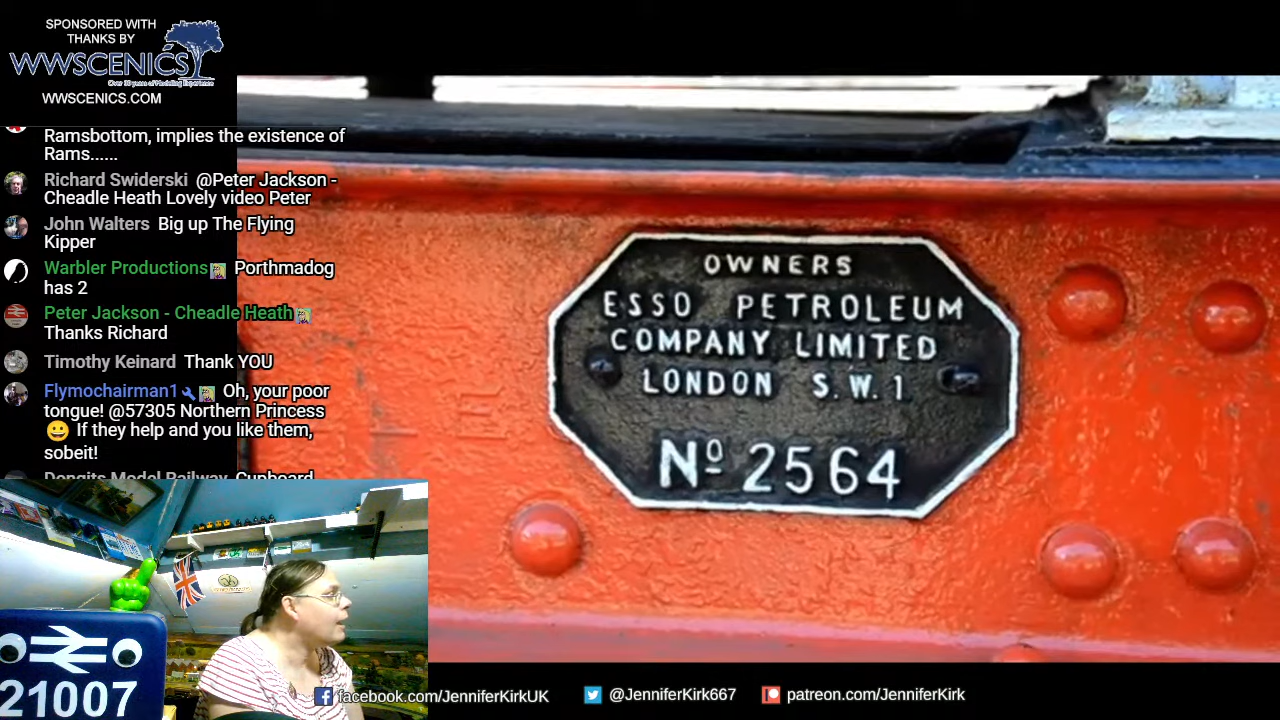 SPONSORED WITH
THANKS BY
WWSCENICS
WWSCENICS.COM
Ramsbottom, implies the existence of
Rams......
Richard Swiderski @Peter Jackson -
Cheadle Heath Lovely video Peter
John Walters Big up The Flying
Kipper
Warbler Productions Porthmadog
has 2
Peter Jackson - Cheadle Heath
Thanks Richard
Timothy Keinard Thank YOU
Flymochairman1 Oh, your poor
tongue! @57305 Northern Princess
😀 If they help and you like them,
sobeit!
OWNERS
ESSO PETROLEUM
COMPANY LIMITED
LONDON S.W.1
Nº 2564
21007
facebook.com/JenniferKirkUK
@JenniferKirk667
patreon.com/JenniferKirk